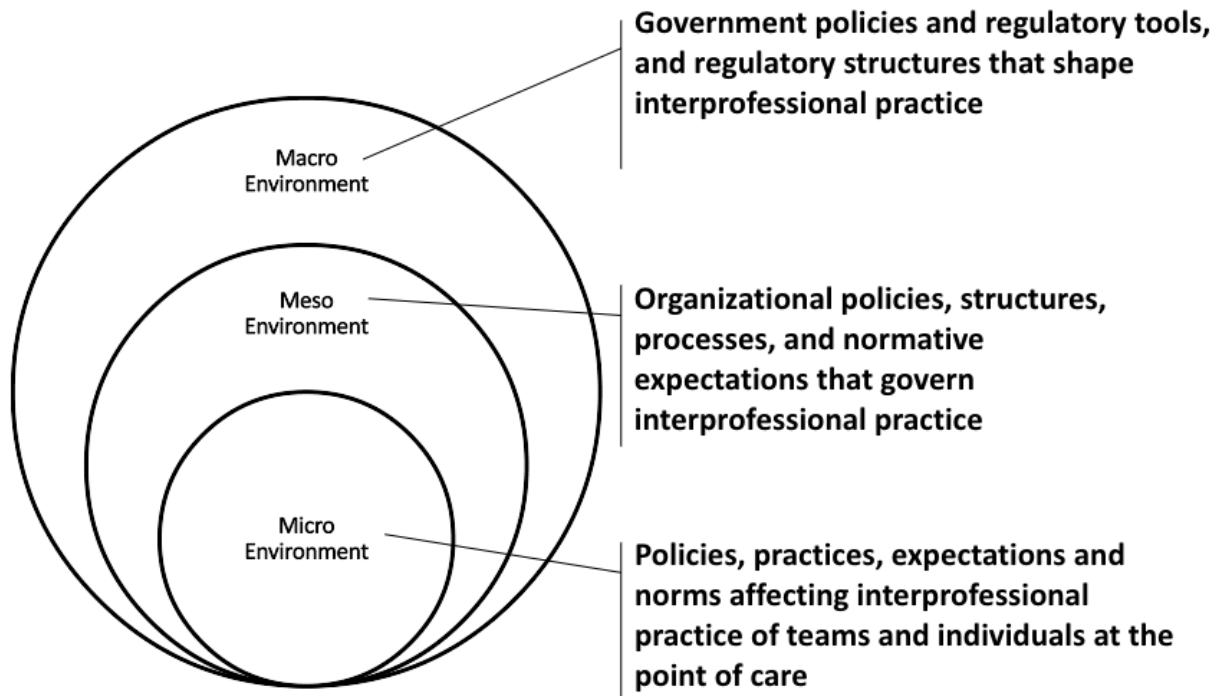 Government policies and regulatory tools,
and regulatory structures that shape
interprofessional practice
Macro
Environment
Meso
Environment
Organizational policies, structures,
processes, and normative
expectations that govern
interprofessional practice
Micro
Environment
Policies, practices, expectations and
norms affecting interprofessional
practice of teams and individuals at the
point of care